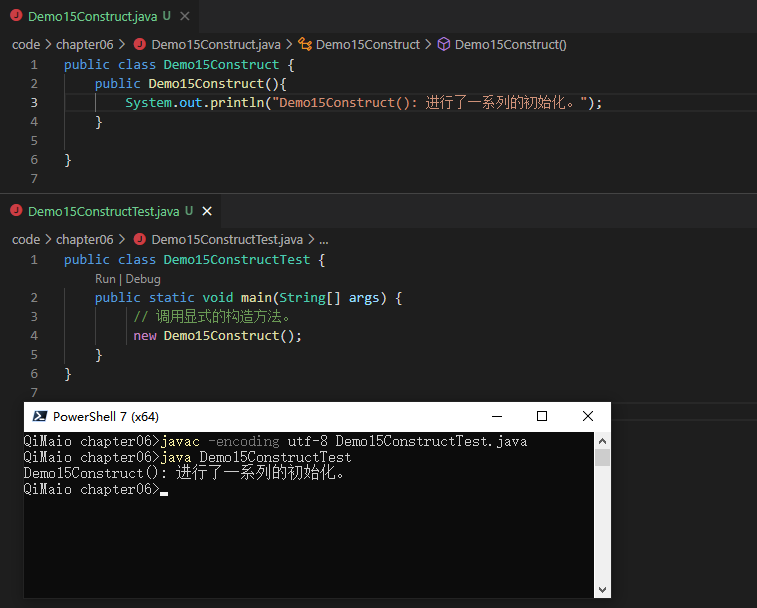 Demo15Construct.java U
code > chapter06 > Demo15Construct.java > Demo15Construct > Demo15Construct()
1 public class Demo15Construct {
2 public Demo15Construct(){
3 System.out.println("Demo15Construct(): 进行了一系列的初始化。");
4 }
5
6 }
7
Demo15ConstructTest.java U
code > chapter06 > Demo15ConstructTest.java > ...
1 public class Demo15ConstructTest {
Run | Debug
2 public static void main(String[] args) {
3 // 调用显式的构造方法。
4 new Demo15Construct();
5 }
6 }
7
PowerShell 7 (x64)
QiMaio chapter06>javac -encoding utf-8 Demo15ConstructTest.java
QiMaio chapter06>java Demo15ConstructTest
Demo15Construct(): 进行了一系列的初始化。
QiMaio chapter06>